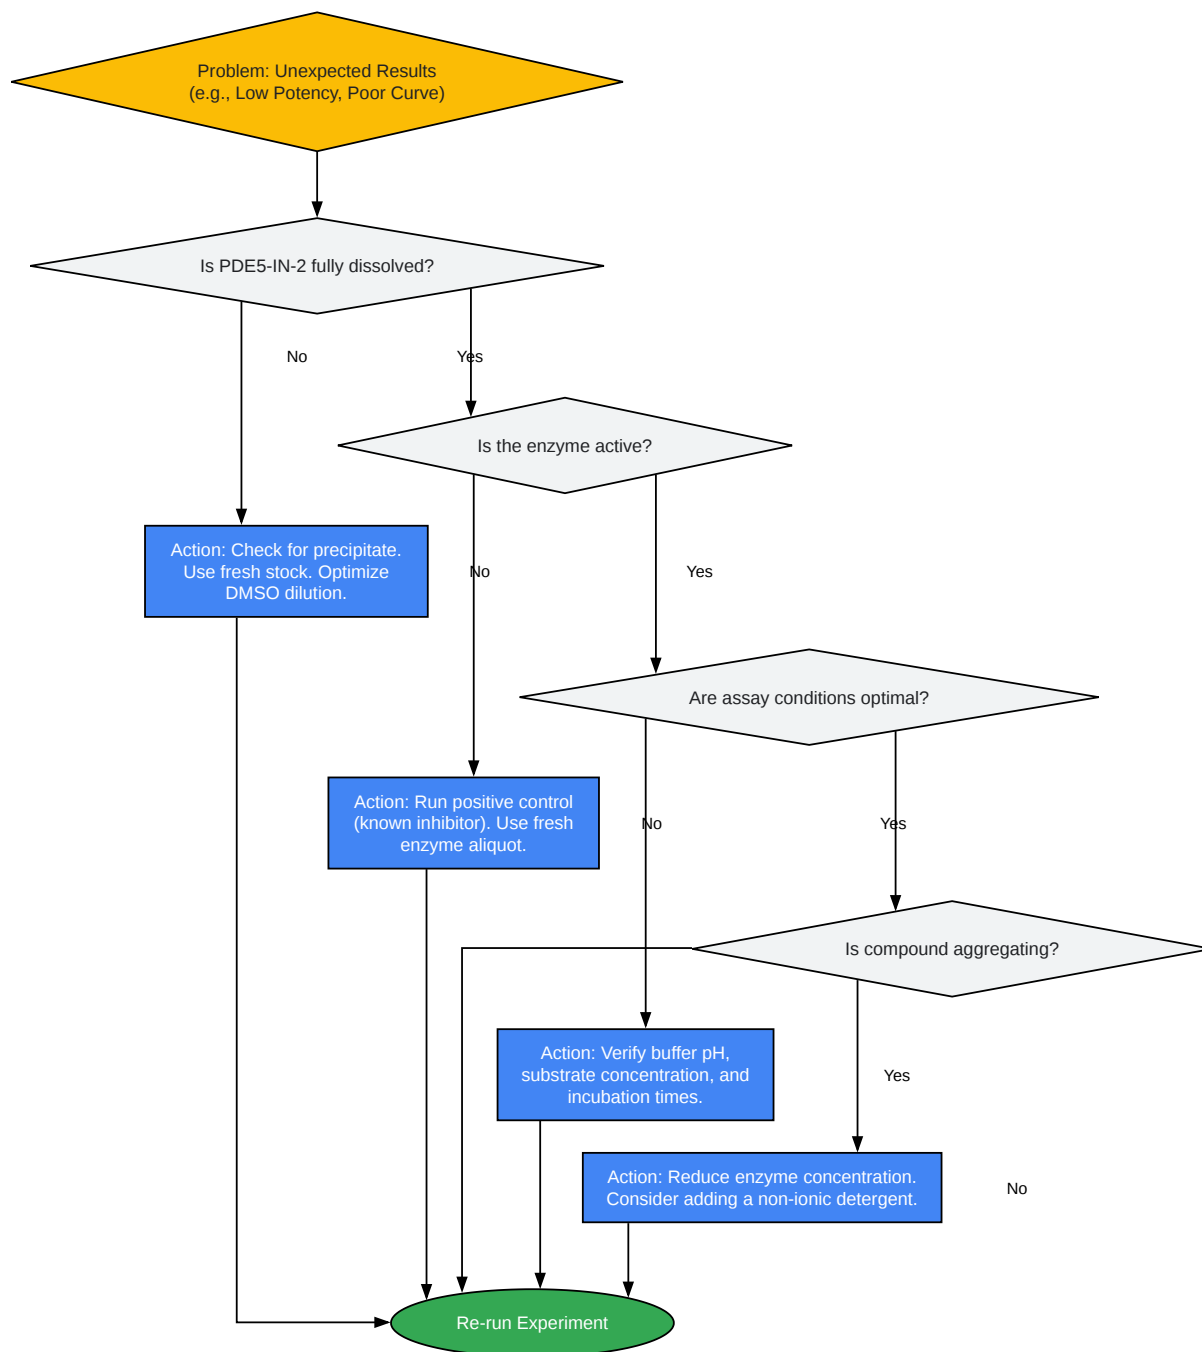 Problem: Unexpected Results
(e.g., Low Potency, Poor Curve)
Is PDE5-IN-2 fully dissolved?
No
Yes
Is the enzyme active?
Action: Check for precipitate.
Use fresh stock. Optimize
DMSO dilution.
No
Yes
Are assay conditions optimal?
Action: Run positive control
(known inhibitor). Use fresh
enzyme aliquot.
No
Yes
Is compound aggregating?
Action: Verify buffer pH,
substrate concentration, and
incubation times.
Yes
Action: Reduce enzyme concentration.
Consider adding a non-ionic detergent.
No
Re-run Experiment